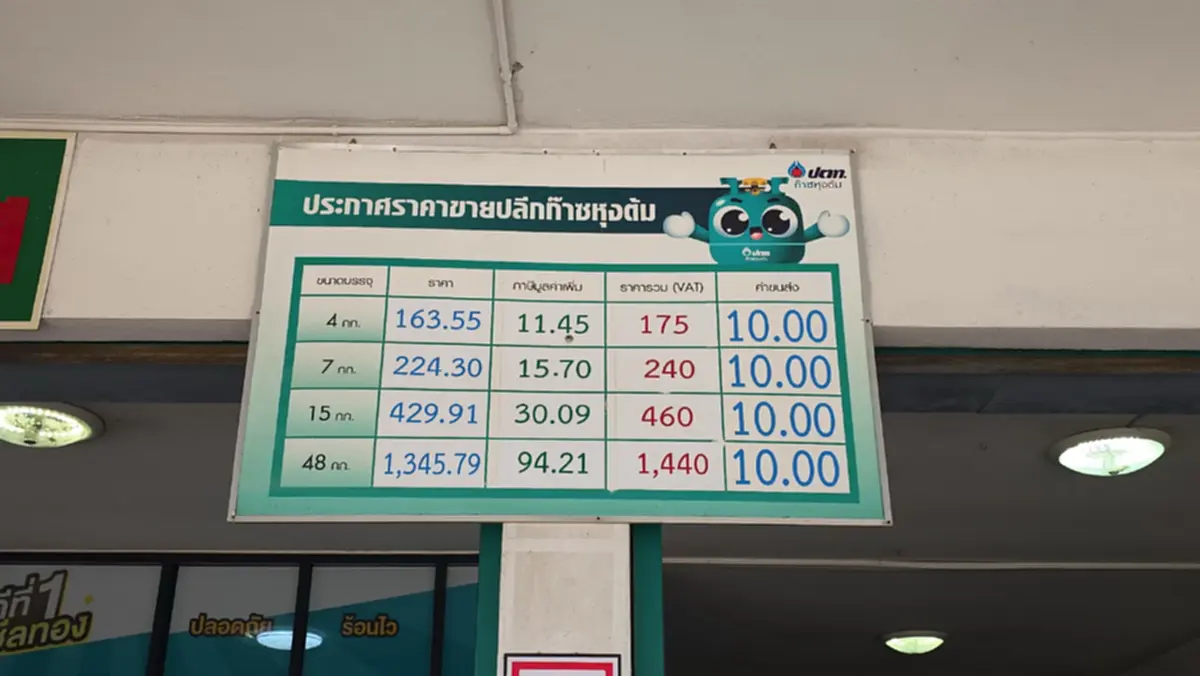 ปตท.
ก๊าซหุงต้ม
ประกาศราคาขายปลีกก๊าซหุงต้ม
ปตท.
ขนาดบรรจุ ราคา ภาษีมูลค่าเพิ่ม ราคารวม (VAT) ค่าขนส่ง
4 กก. 163.55 11.45 175 10.00
7 กก. 224.30 15.70 240 10.00
15 กก. 429.91 30.09 460 10.00
48 กก. 1,345.79 94.21 1,440 10.00
ปลอดภัย
ร้อนไว